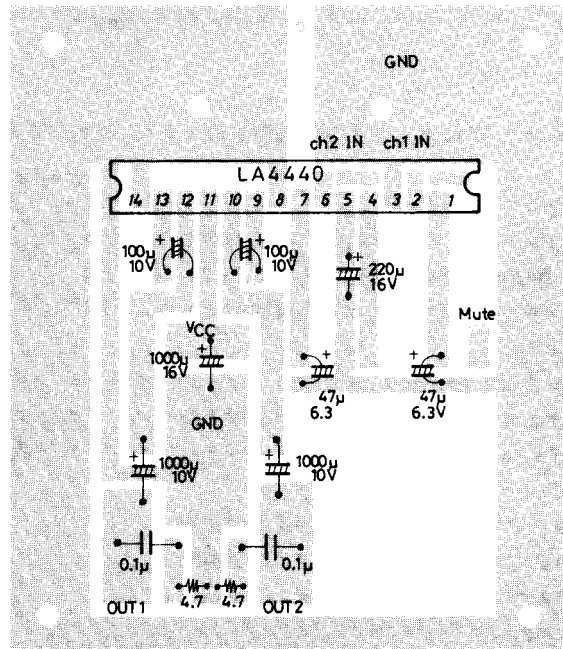 GND
ch2 IN ch1 IN
LA4440
14 13 12 11 10 9 8 7 6 5 4 3 2 1
100µ
10V
100µ
10V
220µ
16V
Mute
VCC
1000µ
16V
47µ
6.3
47µ
6.3V
GND
1000µ
10V
1000µ
10V
0.1µ
0.1µ
4.7 4.7
OUT1 OUT2